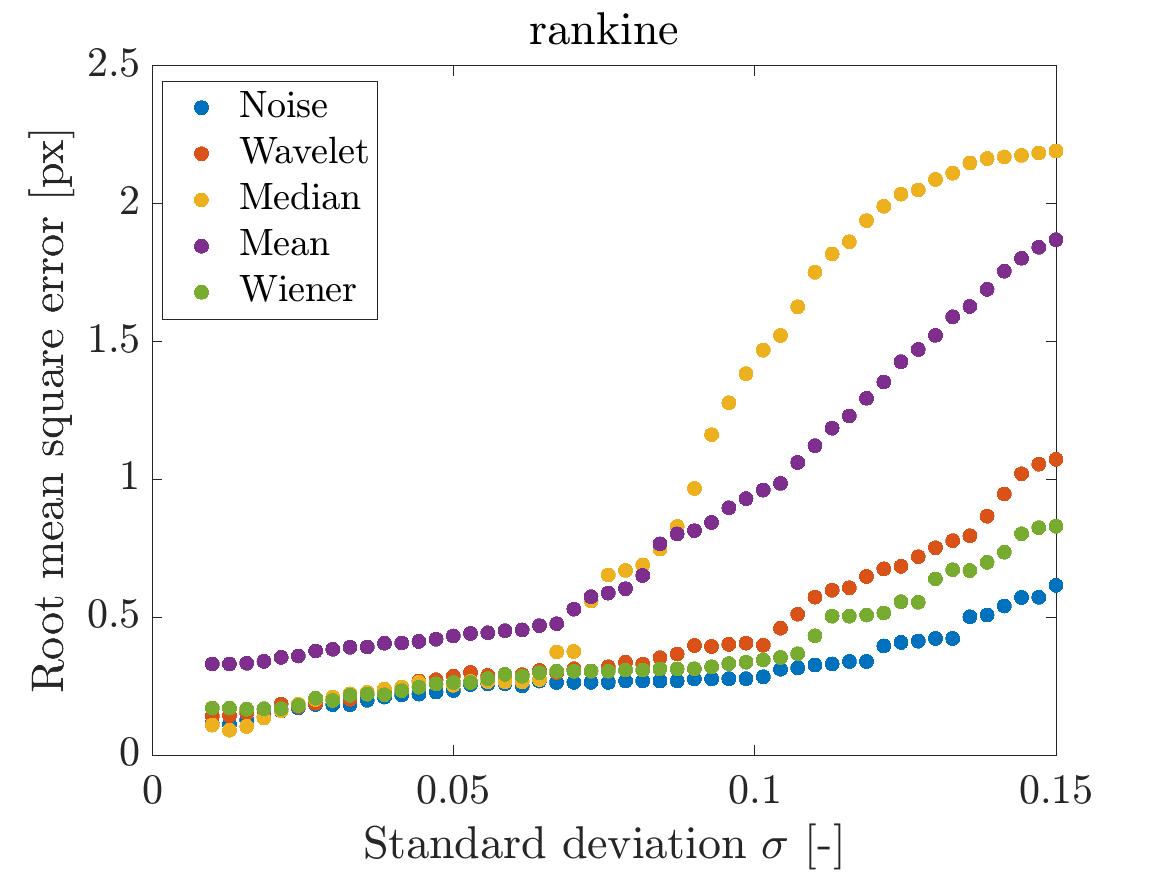 rankine
2.5
2
1.5
1
0.5
0
Root mean square error [px]
Noise
Wavelet
Median
Mean
Wiener
0
0.05
0.1
0.15
Standard deviation σ [-]